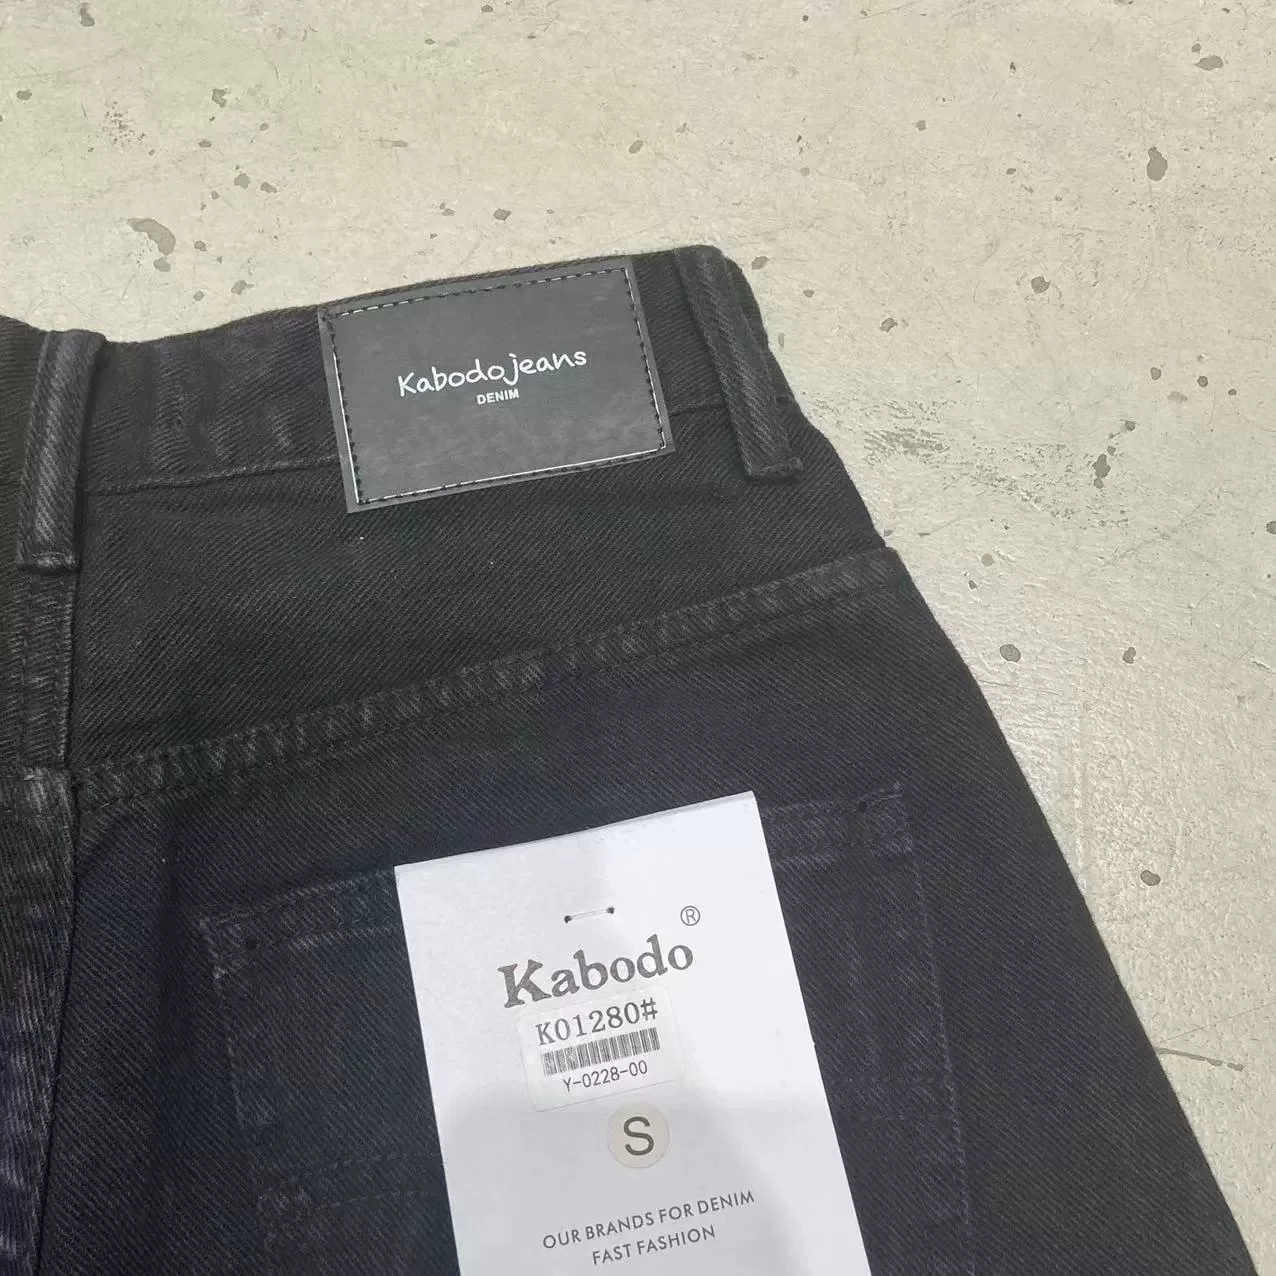 Kabodojeans
DENIM
Kabodo®
K01280#
Y-0228-00
S
OUR BRANDS FOR DENIM
FAST FASHION